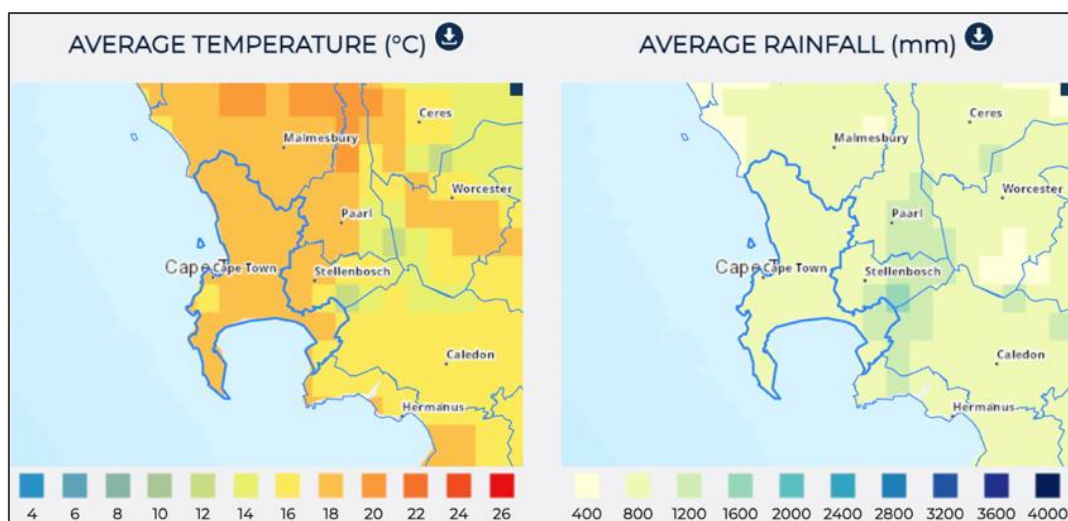 AVERAGE TEMPERATURE (°C)
AVERAGE RAINFALL (mm)
Ceres
Malmesbury
Worcester
Paarl
Cape T
Cape Town
Stellenbosch
Caledon
Hermanus
4 6 8 10 12 14 16 18 20 22 24 26
Ceres
Malmesbury
Worcester
Paarl
Cape T
Cape Town
Stellenbosch
Caledon
Hermanus
400 800 1200 1600 2000 2400 2800 3200 3600 4000